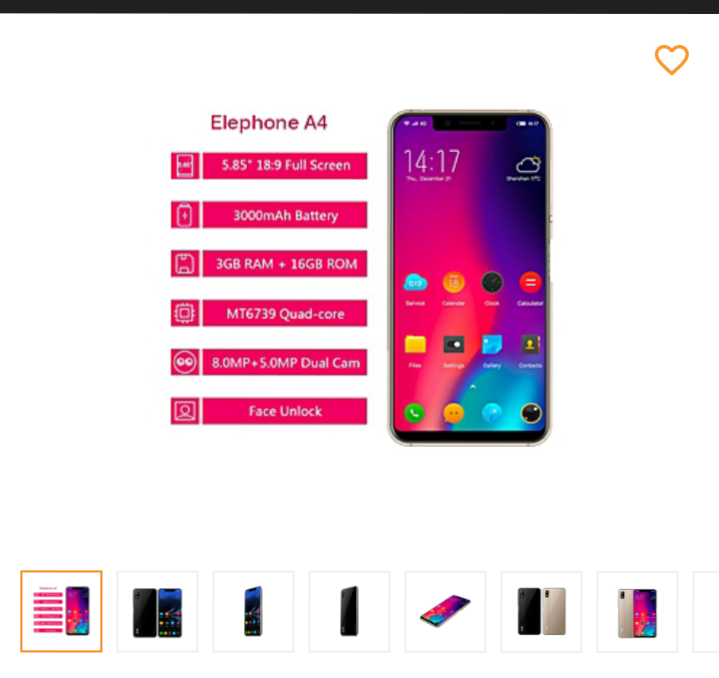 Elephone A4
5.85" 18:9 Full Screen
3000mAh Battery
3GB RAM + 16GB ROM
MT6739 Quad-core
8.0MP+5.0MP Dual Cam
Face Unlock
14:17
Thu, December 21
Shenzhen 17°C
Service Calendar Clock Calculator
Files Settings Gallery Contacts